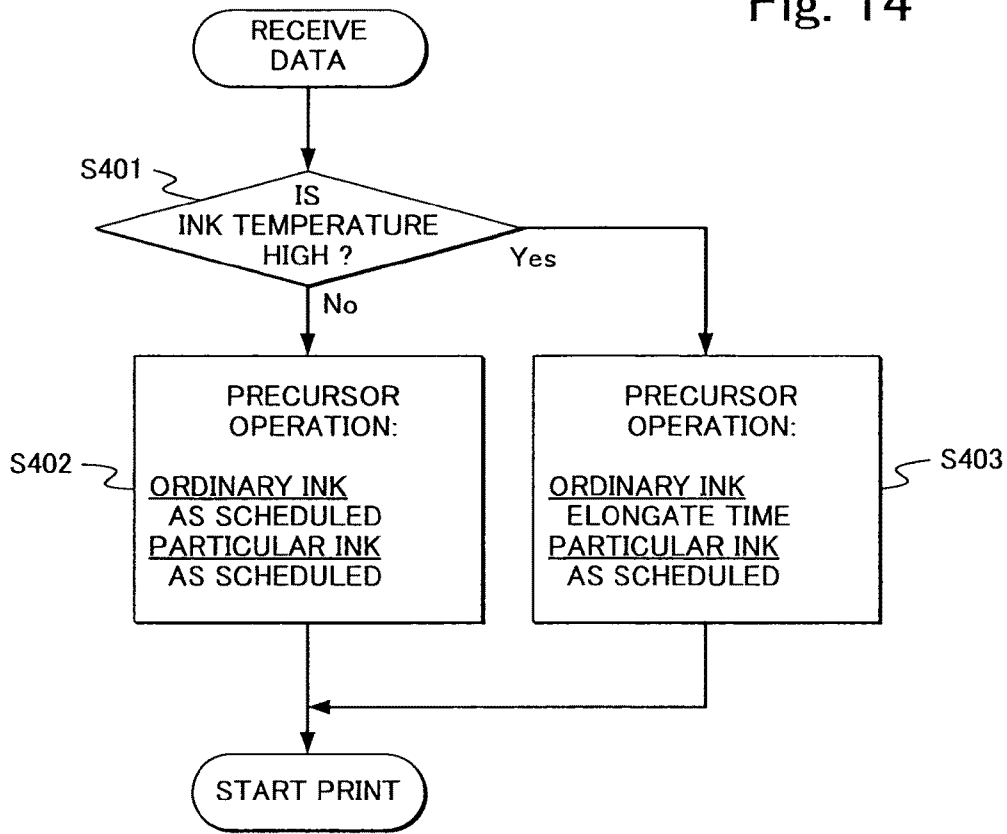 Fig. 14
RECEIVE
DATA
S401
IS
INK TEMPERATURE
HIGH ?
Yes
No
S402
PRECURSOR
OPERATION:
ORDINARY INK
AS SCHEDULED
PARTICULAR INK
AS SCHEDULED
PRECURSOR
OPERATION:
ORDINARY INK
ELONGATE TIME
PARTICULAR INK
AS SCHEDULED
S403
START PRINT